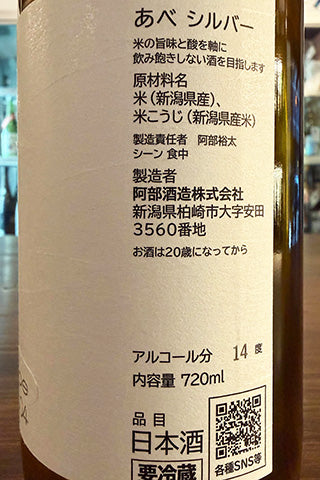 あべ シルバー
米の旨味と酸を軸に
飲み飽きしない酒を目指します
原材料名
米（新潟県産）、
米こうじ（新潟県産米）
製造責任者　阿部裕太
シーン 食中
製造者
阿部酒造株式会社
新潟県柏崎市大字安田
3560番地
お酒は20歳になってから
アルコール分　14 度
内容量 720ml
品目
日本酒
要冷蔵
各種SNS等